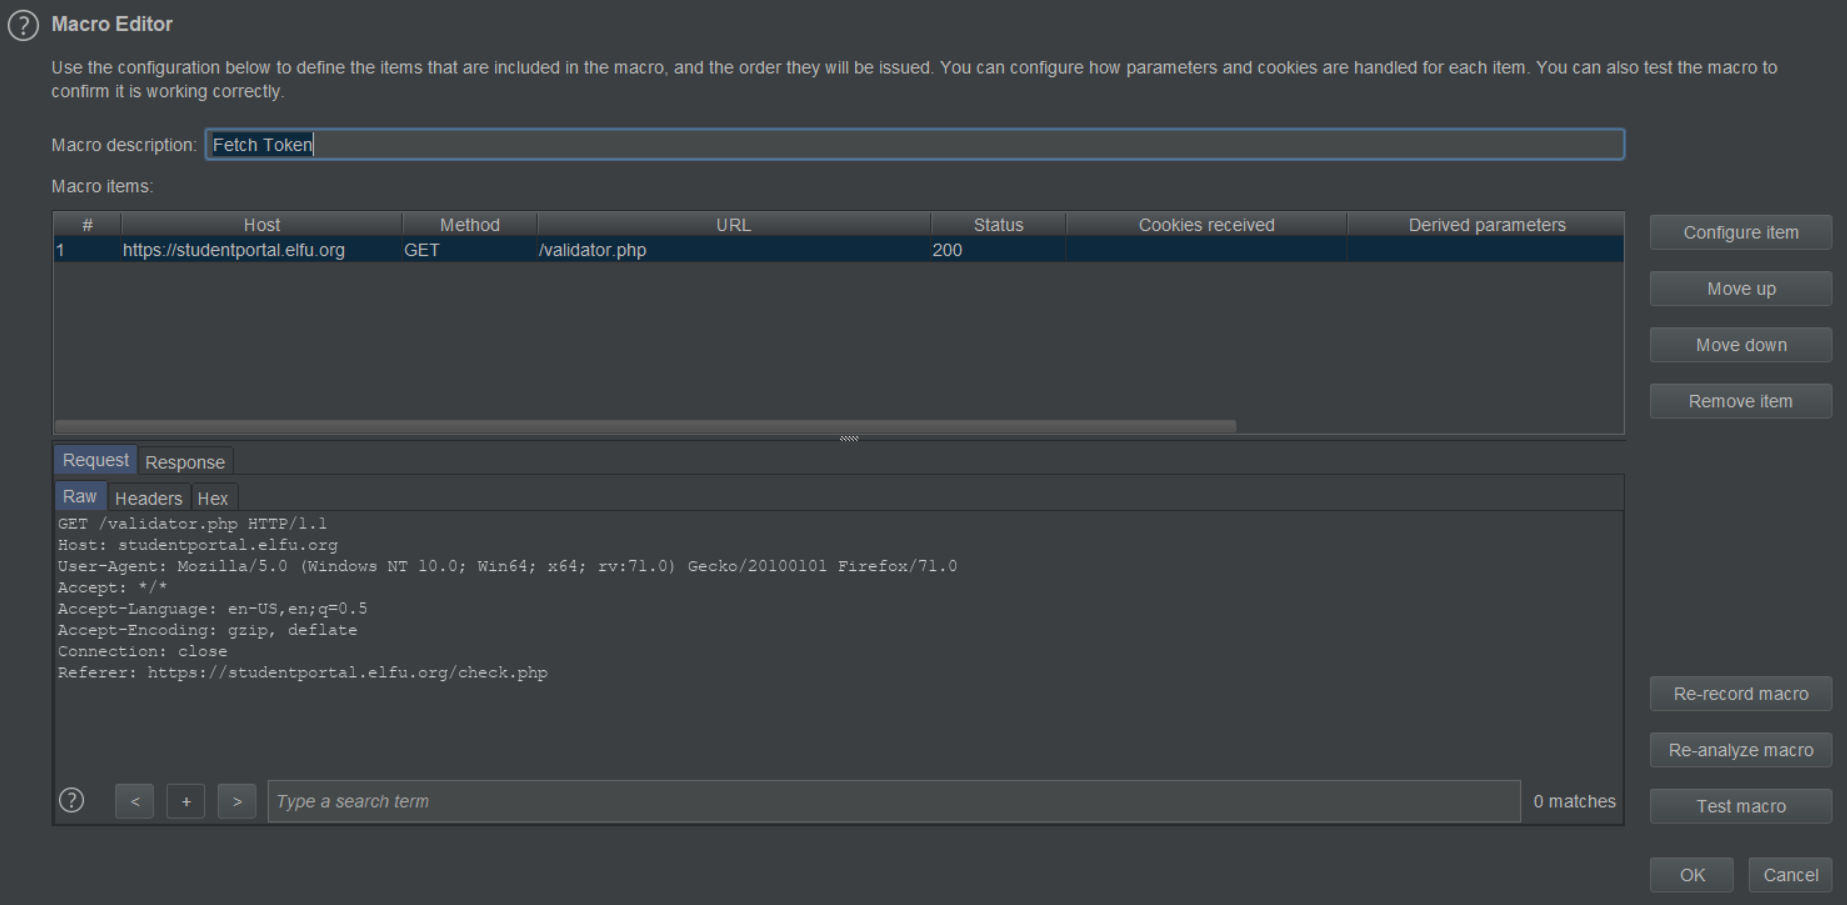 ? Macro Editor
Use the configuration below to define the items that are included in the macro, and the order they will be issued. You can configure how parameters and cookies are handled for each item. You can also test the macro to
confirm it is working correctly.
Macro description: Fetch Token
Macro items:
# Host Method URL Status Cookies received Derived parameters
1 https://studentportal.elfu.org GET /validator.php 200
Configure item
Move up
Move down
Remove item
Request Response
Raw Headers Hex
GET /validator.php HTTP/1.1
Host: studentportal.elfu.org
User-Agent: Mozilla/5.0 (Windows NT 10.0; Win64; x64; rv:71.0) Gecko/20100101 Firefox/71.0
Accept: */*
Accept-Language: en-US,en;q=0.5
Accept-Encoding: gzip, deflate
Connection: close
Referer: https://studentportal.elfu.org/check.php
Re-record macro
Re-analyze macro
? < + > Type a search term 0 matches
Test macro
OK Cancel